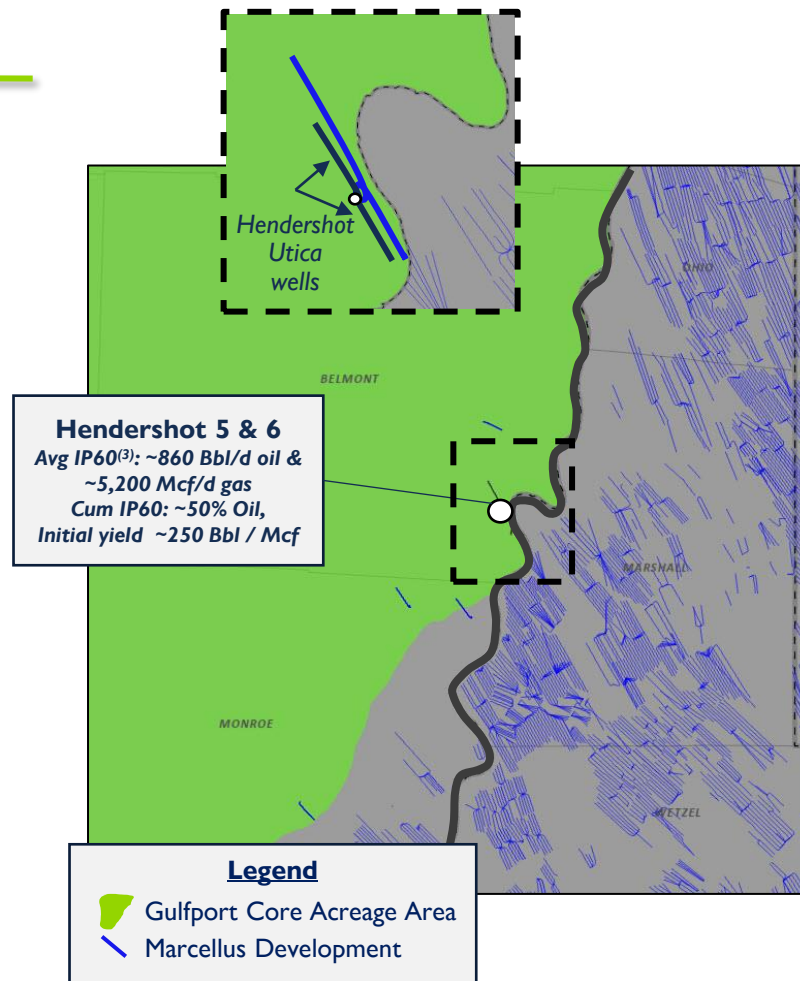 Hendershot
Utica
wells
OHIO
BELMONT
Hendershot 5 & 6
Avg IP60(3): ~860 Bbl/d oil &
~5,200 Mcf/d gas
Cum IP60: ~50% Oil,
Initial yield ~250 Bbl / Mcf
MARSHALL
MONROE
WETZEL
Legend
Gulfport Core Acreage Area
Marcellus Development